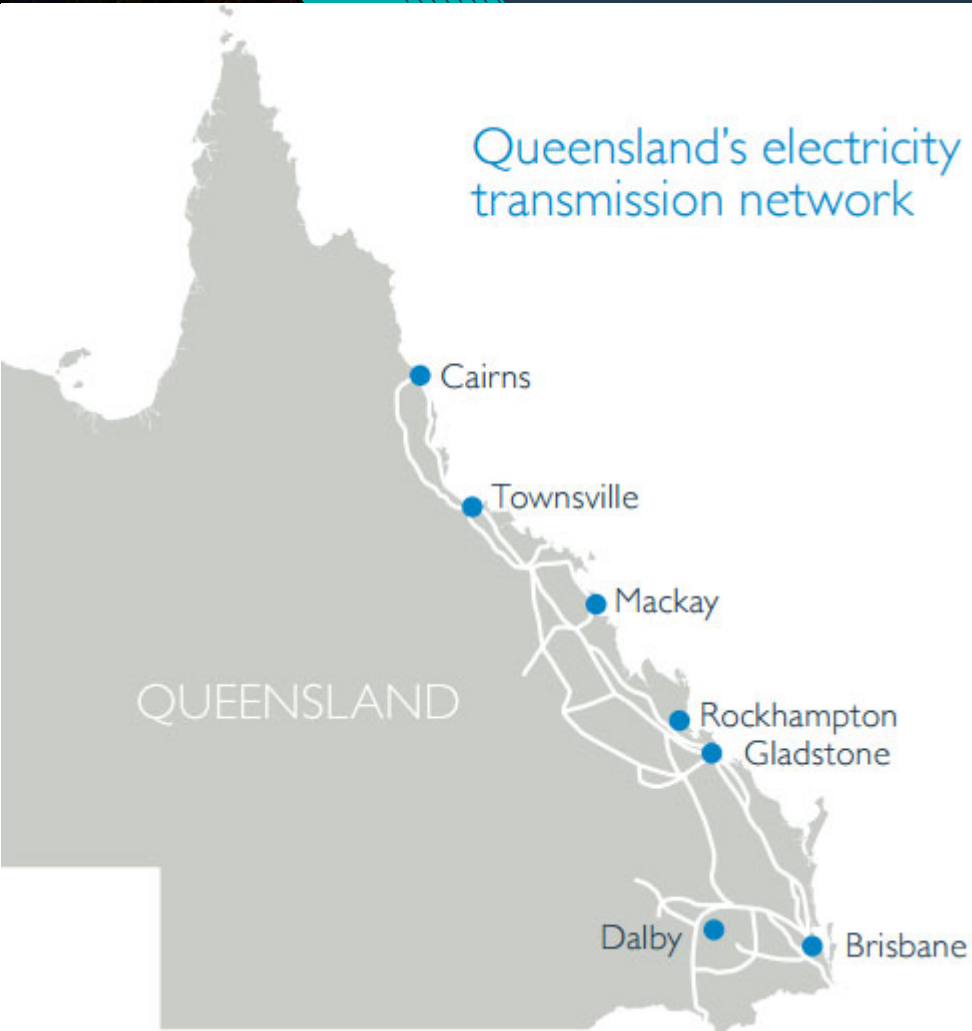 Queensland's electricity
transmission network
Cairns
Townsville
Mackay
QUEENSLAND
Rockhampton
Gladstone
Dalby
Brisbane